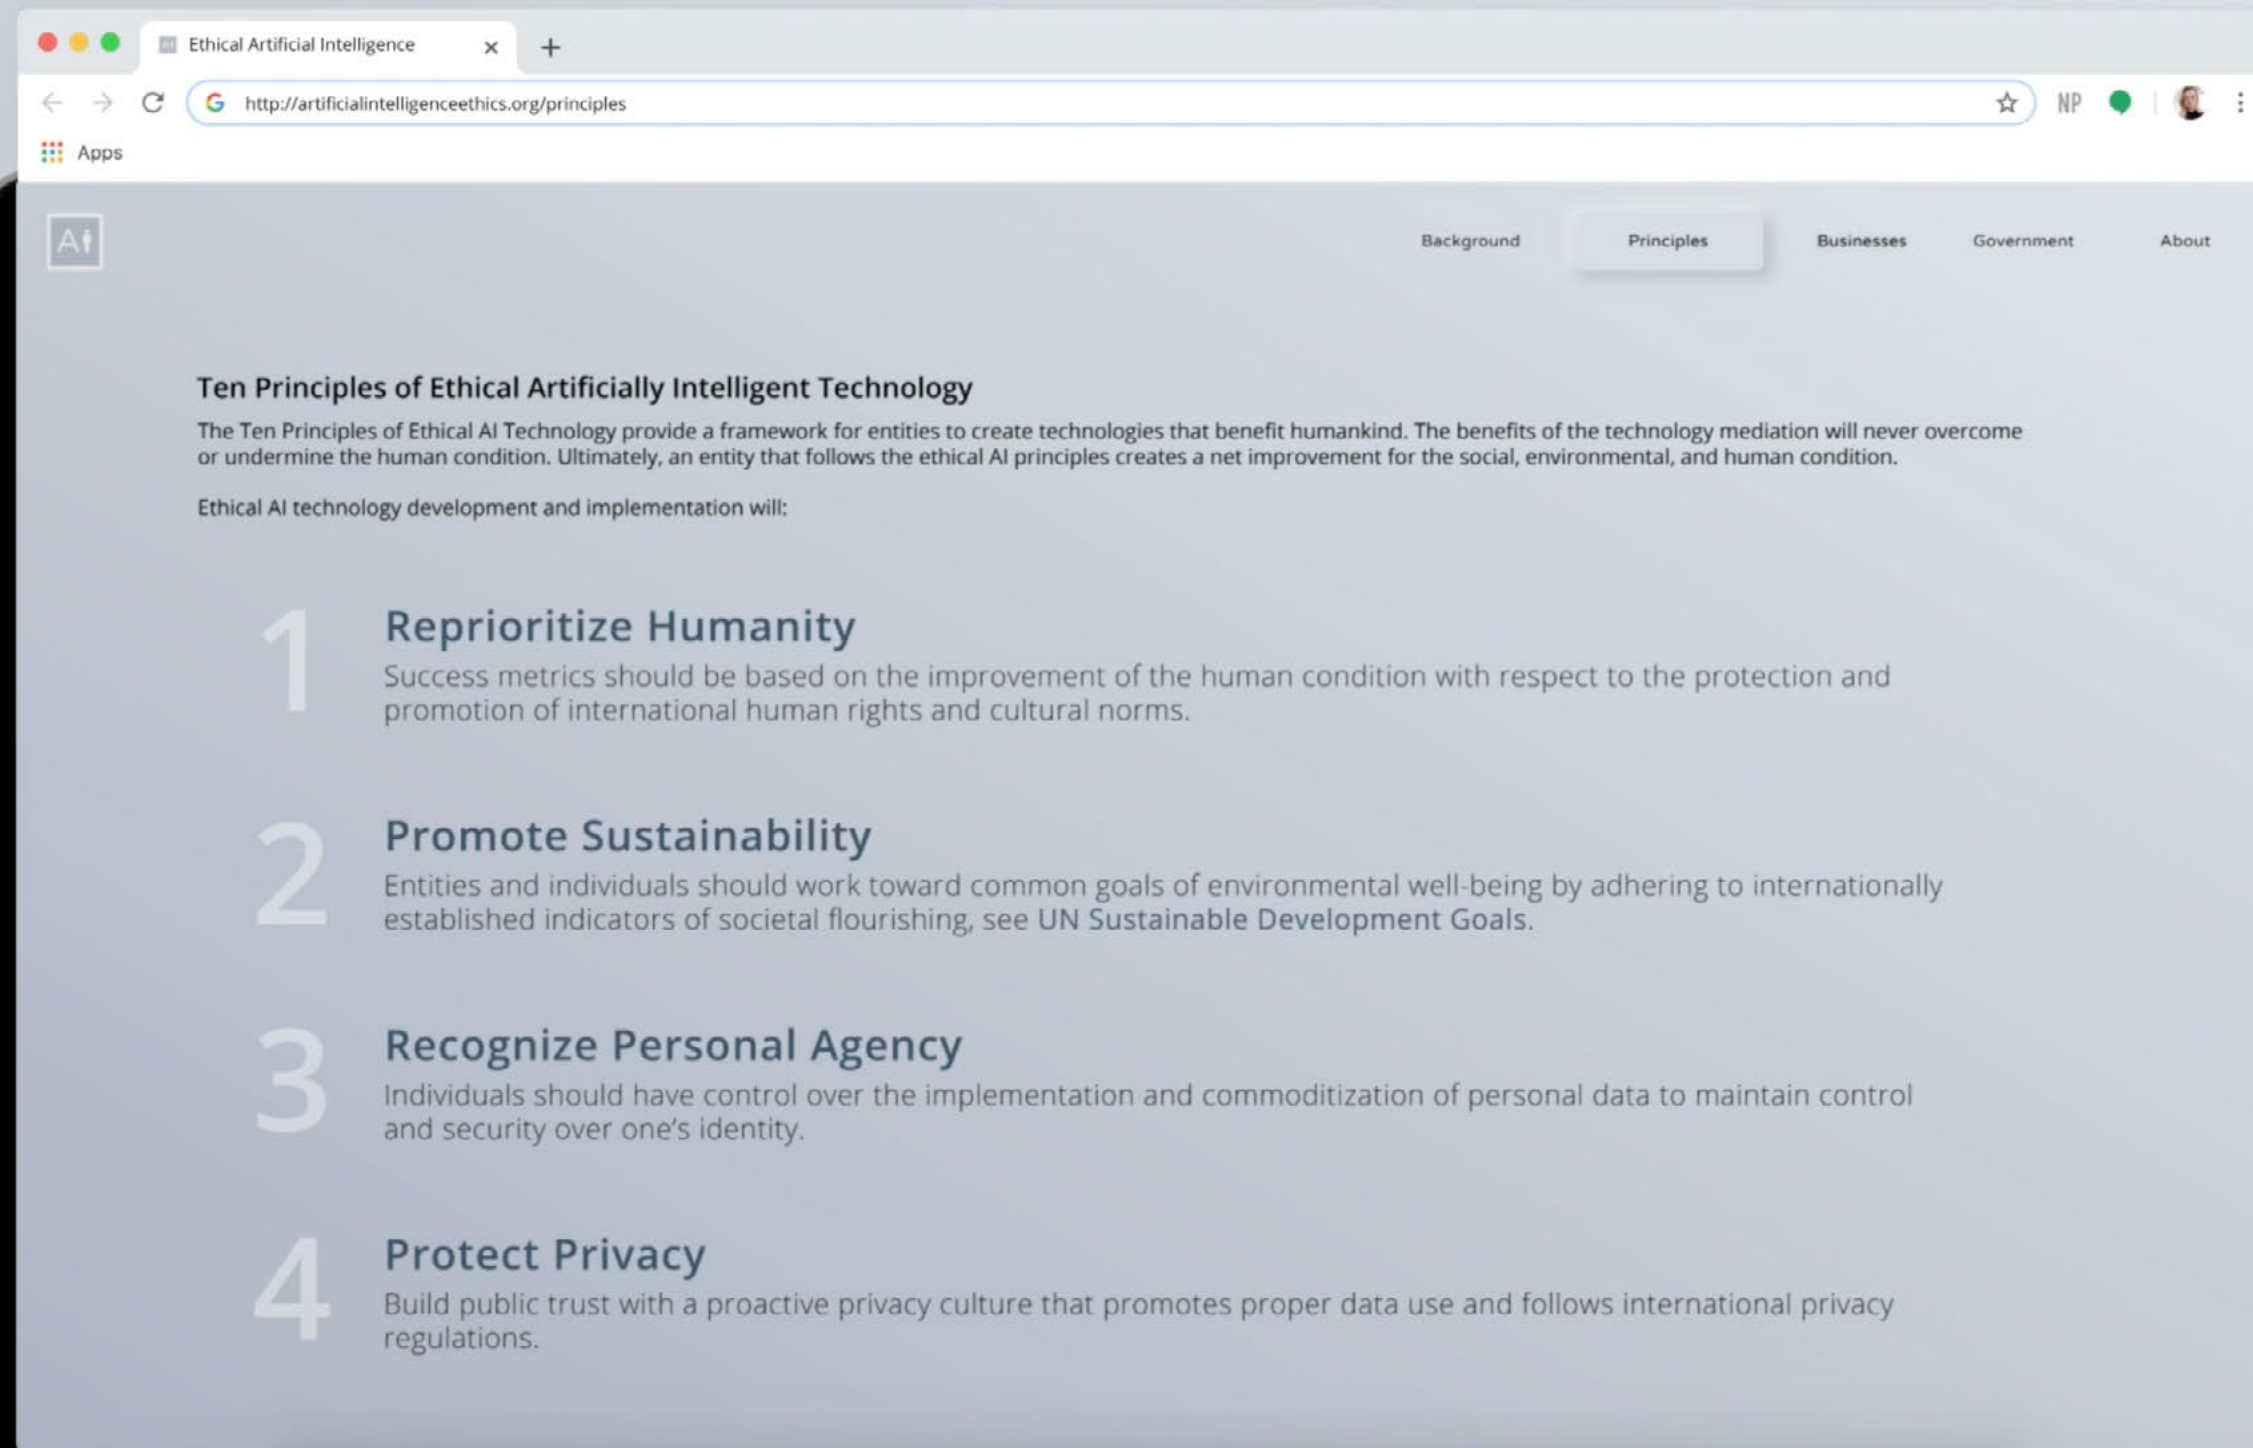 Ethical Artificial Intelligence
http://artificialintelligenceethics.org/principles
NP
Apps
Ai
Background Principles Businesses Government About
Ten Principles of Ethical Artificially Intelligent Technology
The Ten Principles of Ethical AI Technology provide a framework for entities to create technologies that benefit humankind. The benefits of the technology mediation will never overcome
or undermine the human condition. Ultimately, an entity that follows the ethical AI principles creates a net improvement for the social, environmental, and human condition.
Ethical AI technology development and implementation will:
1
Reprioritize Humanity
Success metrics should be based on the improvement of the human condition with respect to the protection and
promotion of international human rights and cultural norms.
2
Promote Sustainability
Entities and individuals should work toward common goals of environmental well-being by adhering to internationally
established indicators of societal flourishing, see UN Sustainable Development Goals.
3
Recognize Personal Agency
Individuals should have control over the implementation and commoditization of personal data to maintain control
and security over one’s identity.
4
Protect Privacy
Build public trust with a proactive privacy culture that promotes proper data use and follows international privacy
regulations.